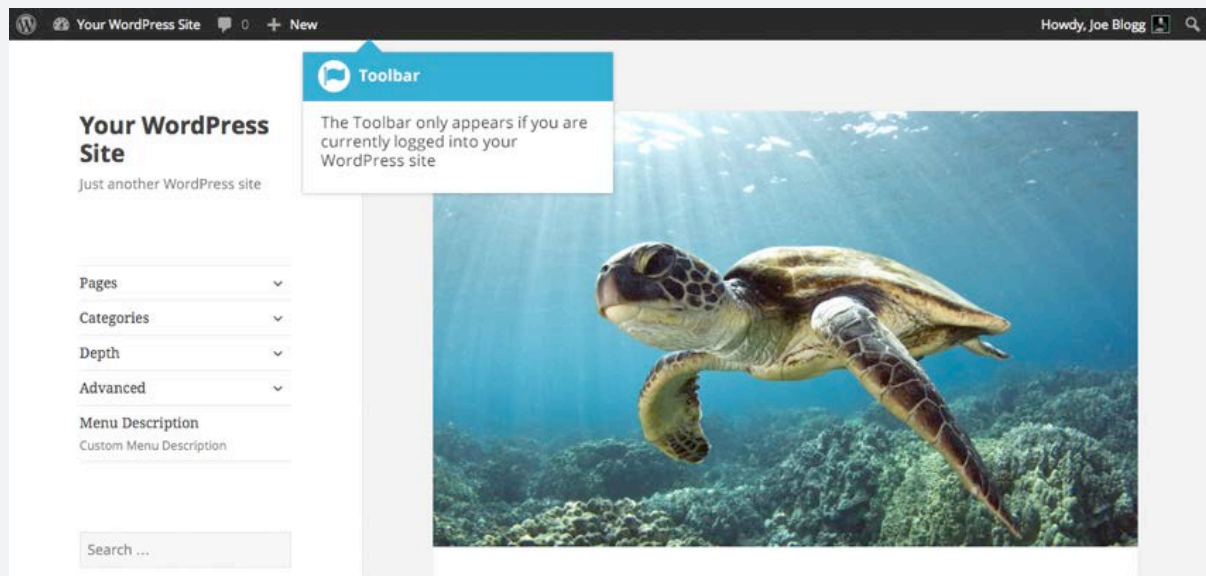 Your WordPress Site 0 + New Howdy, Joe Blogg
Toolbar
The Toolbar only appears if you are
currently logged into your
WordPress site
Your WordPress
Site
Just another WordPress site
Pages
Categories
Depth
Advanced
Menu Description
Custom Menu Description
Search ...